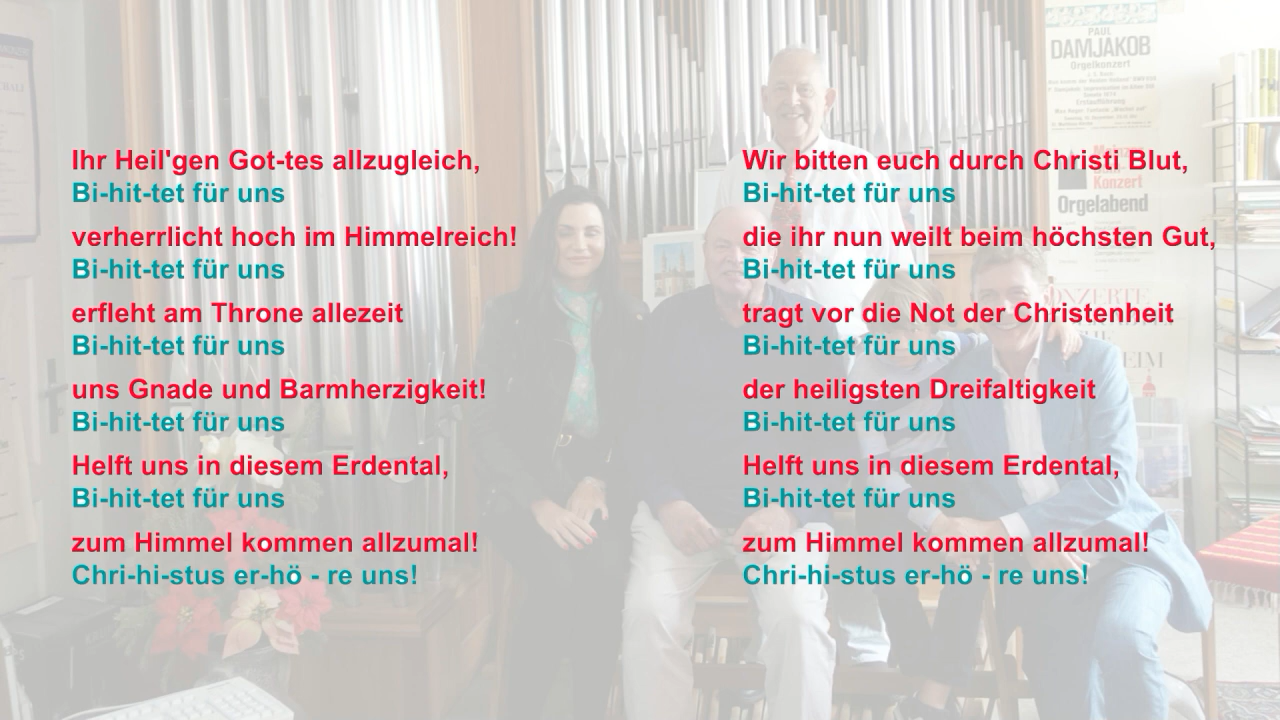 Ihr Heil'gen Got-tes allzugleich,
Bi-hit-tet für uns
verherrlicht hoch im Himmelreich!
Bi-hit-tet für uns
erfleht am Throne allezeit
Bi-hit-tet für uns
uns Gnade und Barmherzigkeit!
Bi-hit-tet für uns
Helft uns in diesem Erdental,
Bi-hit-tet für uns
zum Himmel kommen allzumal!
Chri-hi-stus er-hö - re uns!
Wir bitten euch durch Christi Blut,
Bi-hit-tet für uns
die ihr nun weilt beim höchsten Gut,
Bi-hit-tet für uns
tragt vor die Not der Christenheit
Bi-hit-tet für uns
der heiligsten Dreifaltigkeit
Bi-hit-tet für uns
Helft uns in diesem Erdental,
Bi-hit-tet für uns
zum Himmel kommen allzumal!
Chri-hi-stus er-hö - re uns!
PAUL
DAMJAKOB
Orgelkonzert
Konzert
Orgelabend